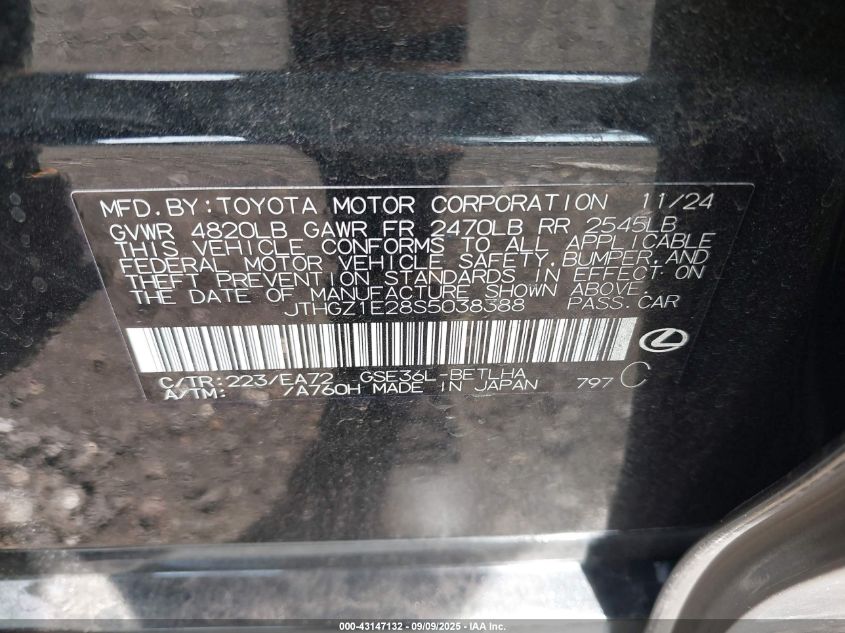 MFD. BY: TOYOTA MOTOR CORPORATION 11/24
GVWR 4820LB GAWR FR 2470LB RR 2545LB
THIS VEHICLE CONFORMS TO ALL APPLICABLE
FEDERAL MOTOR VEHICLE SAFETY, BUMPER, AND
THEFT PREVENTION STANDARDS IN EFFECT ON
THE DATE OF MANUFACTURE SHOWN ABOVE.
JTHGZ1E28S5038388 PASS. CAR
C/TR: 223/EA72 GSE36L-BETLHA 797 C
A/TM: /A760H MADE IN JAPAN
000-43147132 - 09/09/2025 - IAA Inc.